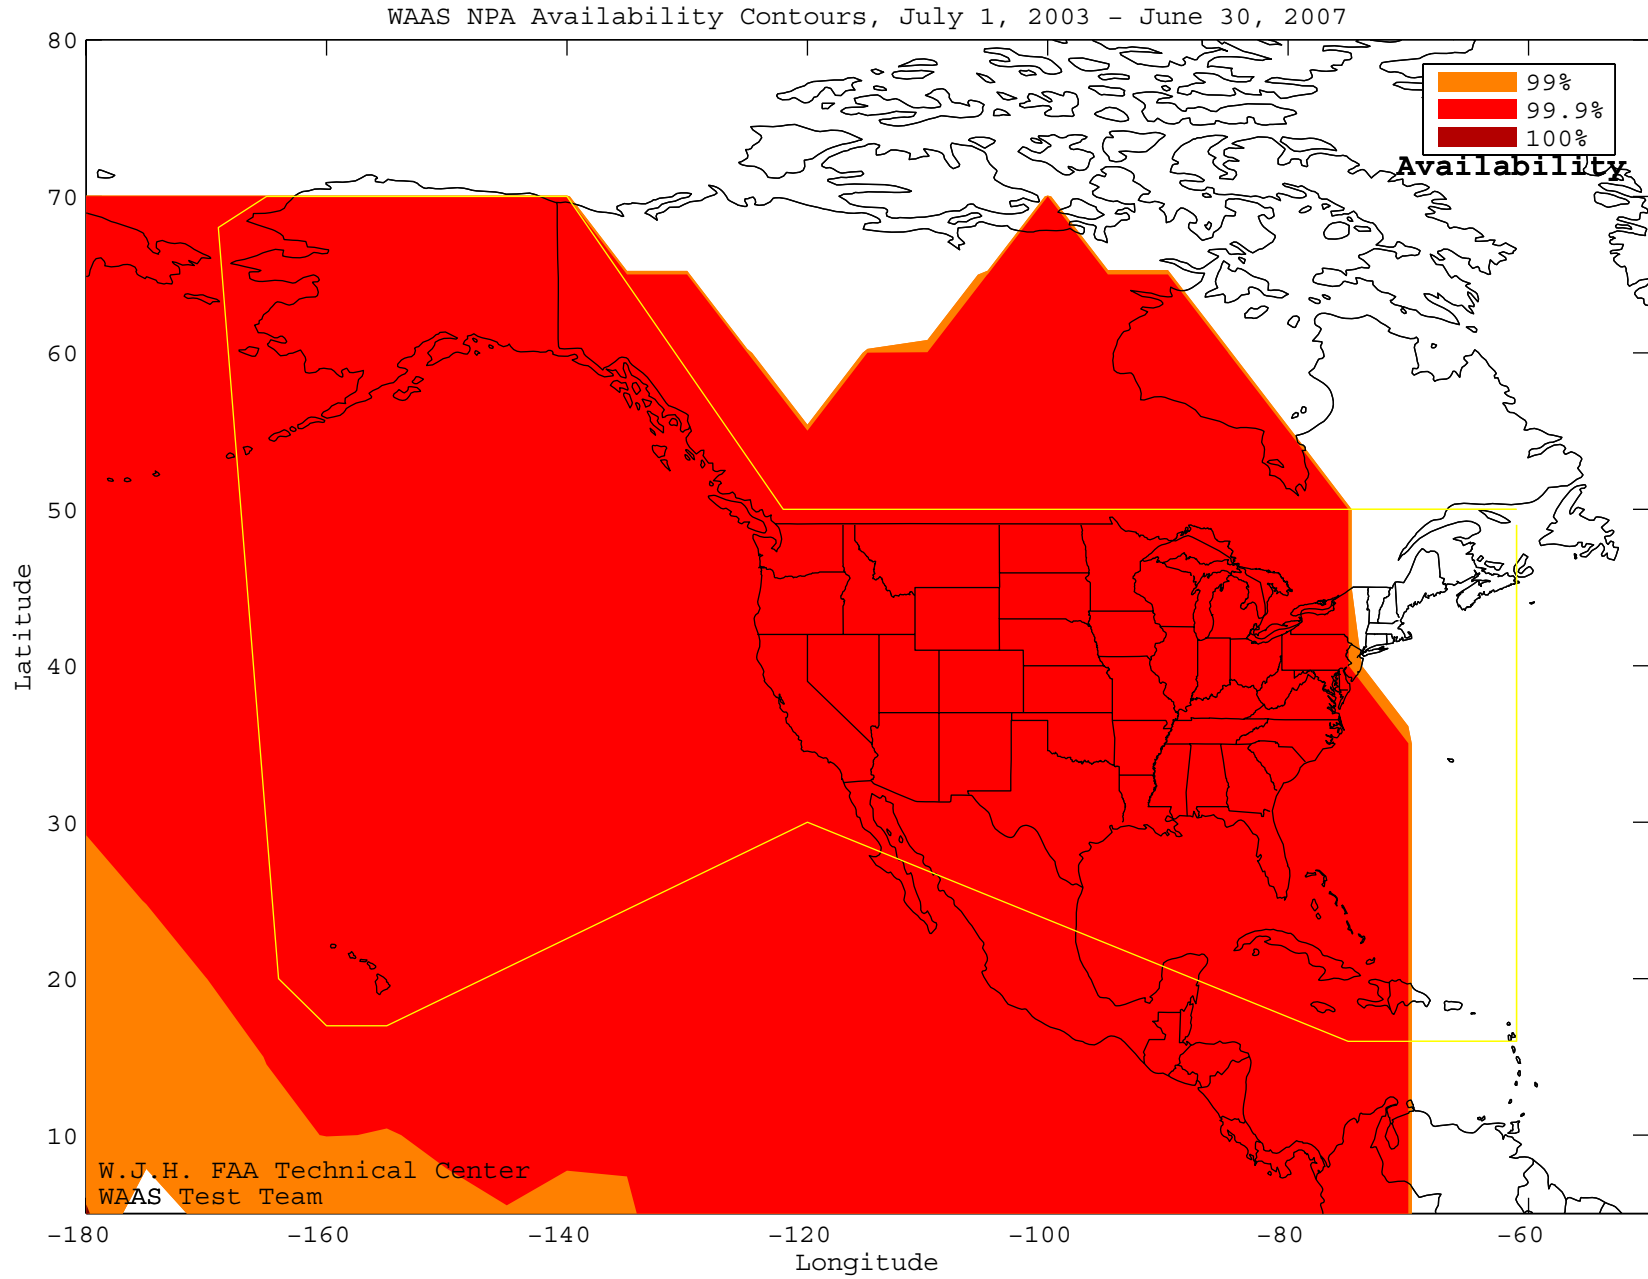 WAAS NPA Availability Contours, July 1, 2003 - June 30, 2007
80
99%
99.9%
100%
Availability
70
60
50
Latitude
40
30
20
10
W.J.H. FAA Technical Center
WAAS Test Team
-180 -160 -140 -120 -100 -80 -60
Longitude